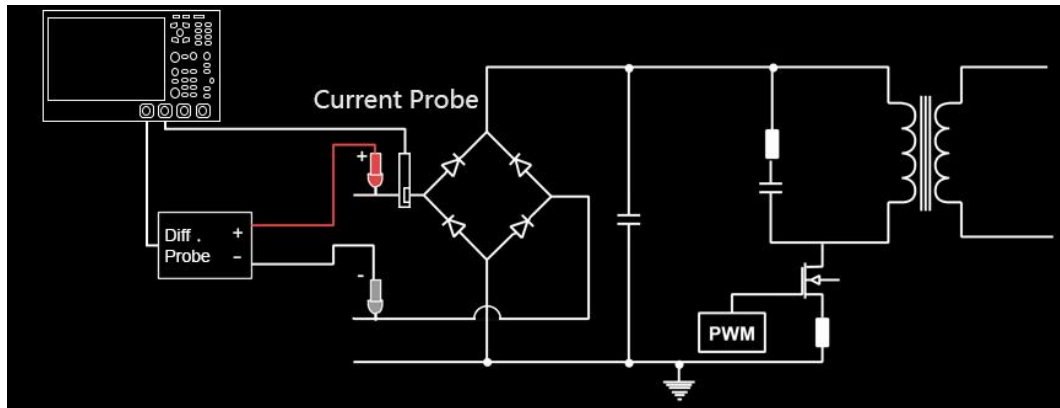 Current Probe
+
Diff .
Probe
+
-
-
PWM